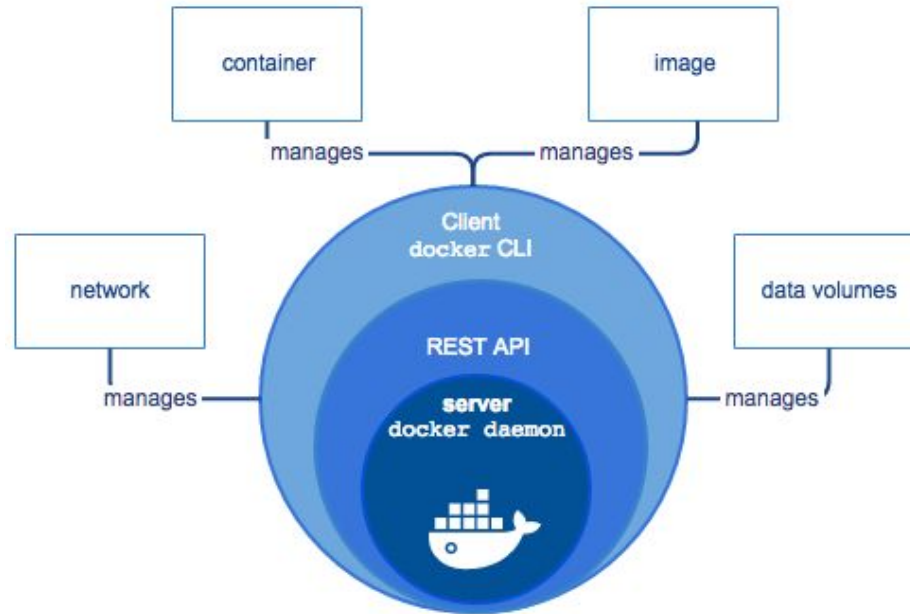 container
image
manages
manages
Client
docker CLI
network
data volumes
REST API
manages
manages
server
docker daemon